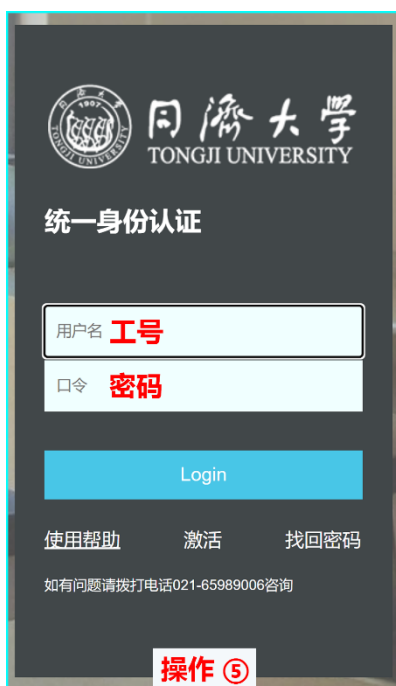 1907
TONGJI UNIVERSITY
同濟大學
TONGJI UNIVERSITY
统一身份认证
用户名 工号
口令 密码
Login
使用帮助 激活 找回密码
如有问题请拨打电话021-65989006咨询
操作 ⑤